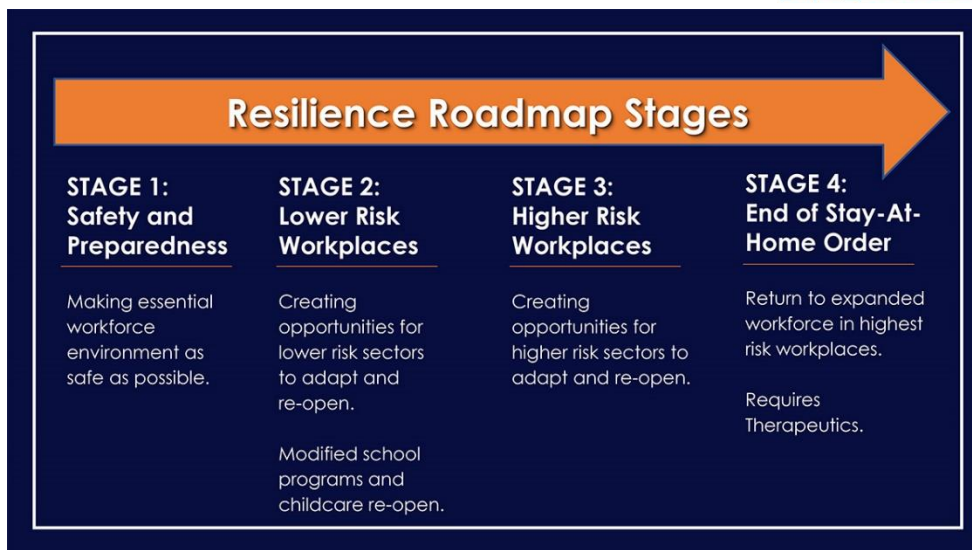 Resilience Roadmap Stages
STAGE 1:
Safety and
Preparedness
Making essential
workforce
environment as
safe as possible.
STAGE 2:
Lower Risk
Workplaces
Creating
opportunities for
lower risk sectors
to adapt and
re-open.
Modified school
programs and
childcare re-open.
STAGE 3:
Higher Risk
Workplaces
Creating
opportunities for
higher risk sectors to
adapt and re-open.
STAGE 4:
End of Stay-At-
Home Order
Return to expanded
workforce in highest
risk workplaces.
Requires
Therapeutics.